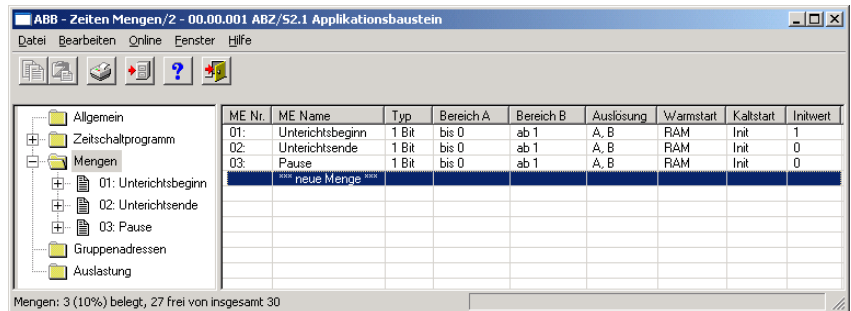 ABB - Zeiten Mengen/2 - 00.00.001 ABZ/S2.1 Applikationsbaustein
Datei Bearbeiten Online Fenster Hilfe
Allgemein
Zeitschaltprogramm
Mengen
01: Unterichtsbeginn
02: Unterichtsende
03: Pause
Gruppenadressen
Auslastung
ME Nr. ME Name Typ Bereich A Bereich B Auslösung Warmstart Kaltstart Initwert
01: Unterichtsbeginn 1 Bit bis 0 ab 1 A, B RAM Init 1
02: Unterichtsende 1 Bit bis 0 ab 1 A, B RAM Init 0
03: Pause 1 Bit bis 0 ab 1 A, B RAM Init 0
*** neue Menge ***
Mengen: 3 (10%) belegt, 27 frei von insgesamt 30